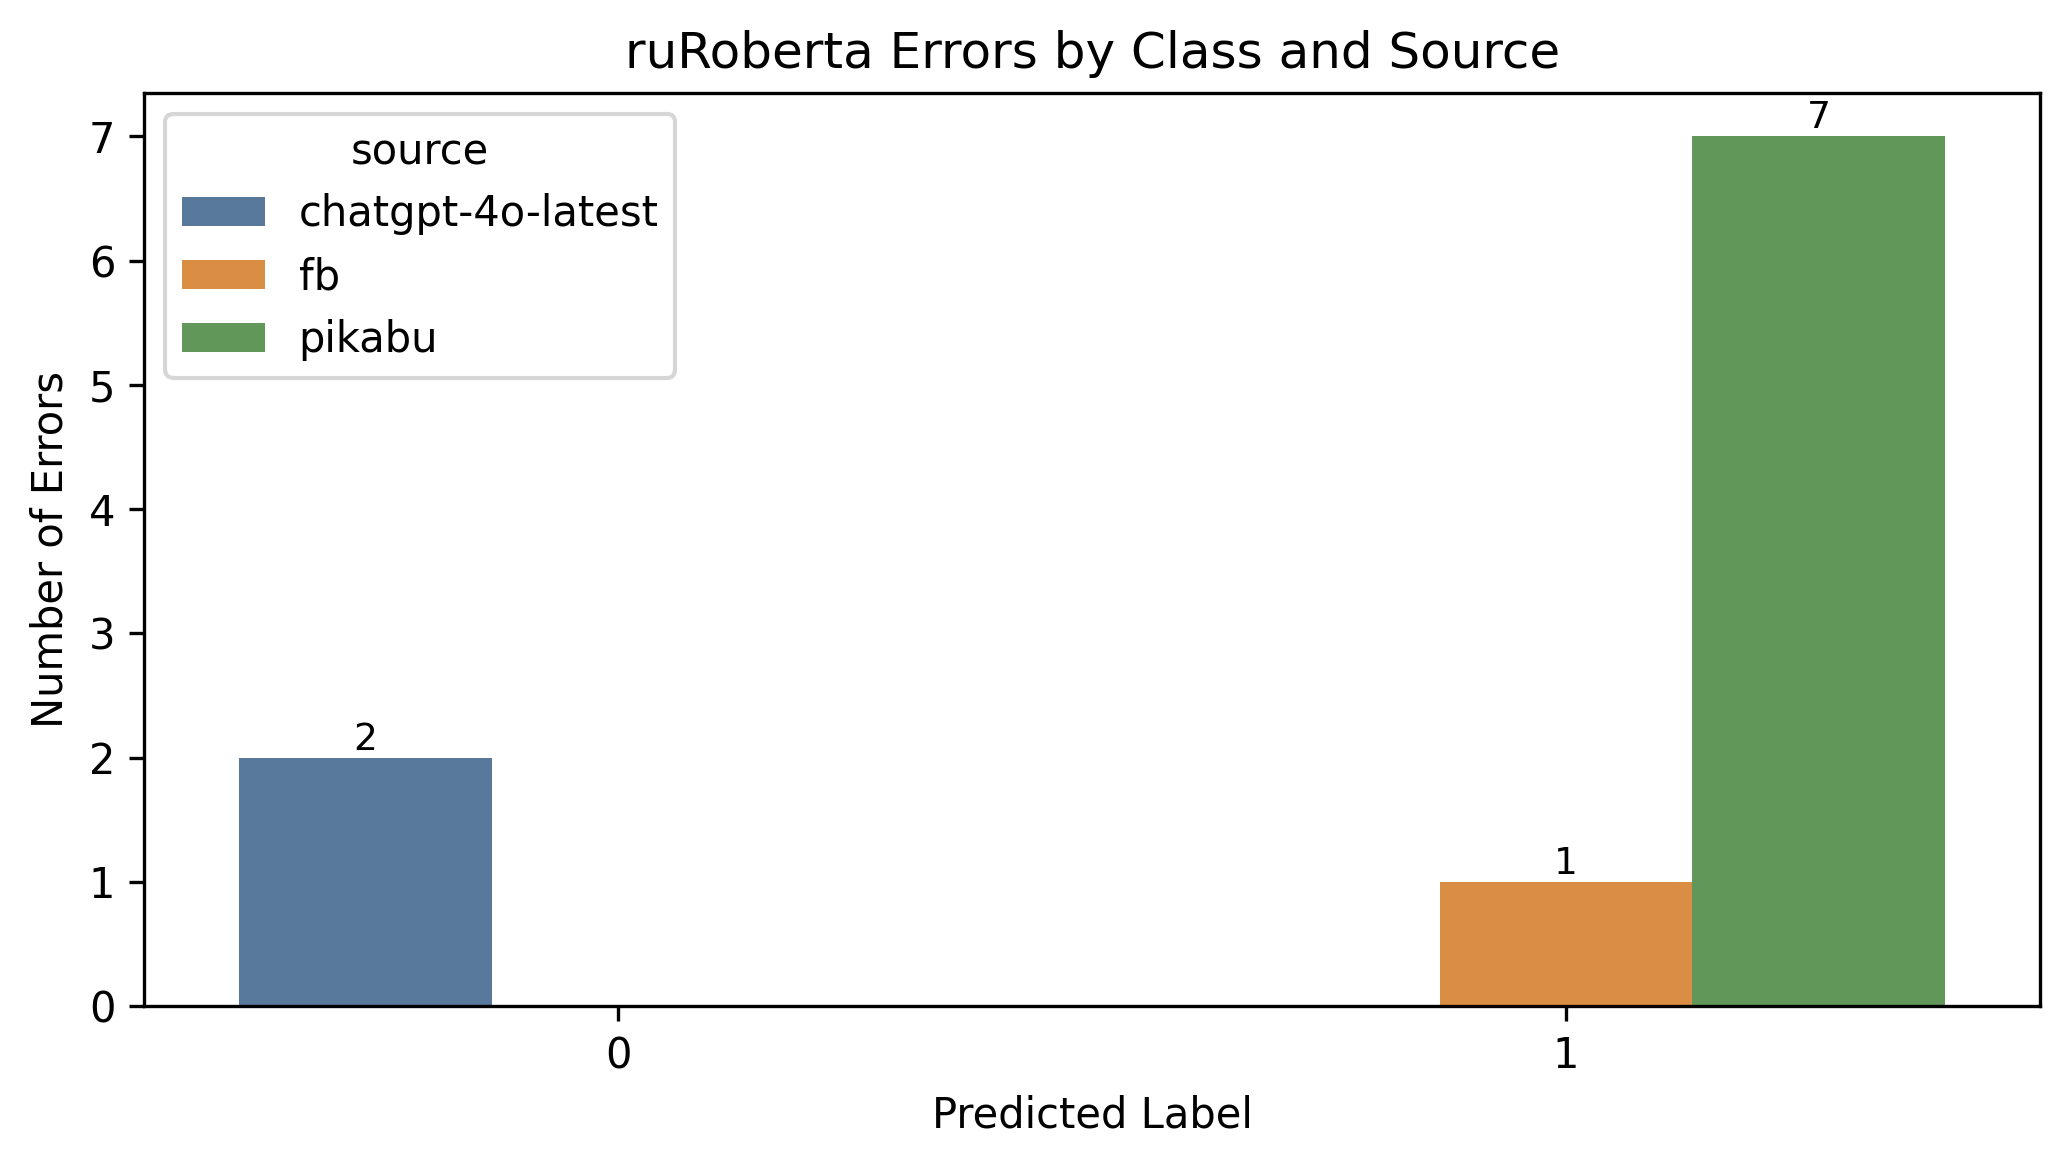 ruRoberta Errors by Class and Source
source
chatgpt-4o-latest
fb
pikabu
Number of Errors
7
6
5
4
3
2
1
0
2
1
7
0
1
Predicted Label